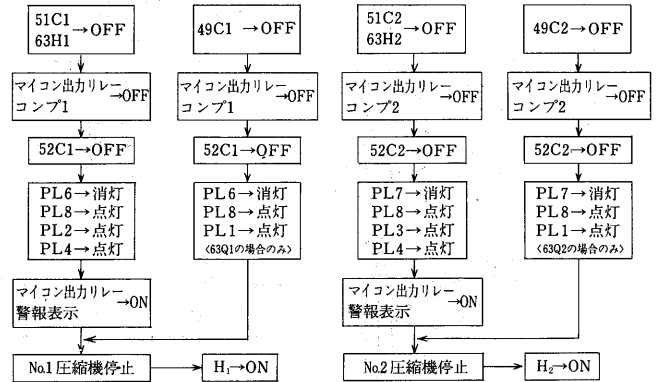 51C1
63H1
→OFF
マイコン出力リレー
コンプ1
→OFF
52C1→OFF
PL6→消灯
PL8→点灯
PL2→点灯
PL4→点灯
マイコン出力リレー
警報表示
→ON
No.1圧縮機停止
H₁→ON
49C1→OFF
マイコン出力リレー
コンプ1
→OFF
52C1→OFF
PL6→消灯
PL8→点灯
PL1→点灯
〈63Q1の場合のみ〉
51C2
63H2
→OFF
マイコン出力リレー
コンプ2
→OFF
52C2→OFF
PL7→消灯
PL8→点灯
PL3→点灯
PL4→点灯
マイコン出力リレー
警報表示
→ON
No.2圧縮機停止
H₂→ON
49C2→OFF
マイコン出力リレー
コンプ2
→OFF
52C2→OFF
PL7→消灯
PL8→点灯
PL1→点灯
〈63Q2の場合のみ〉